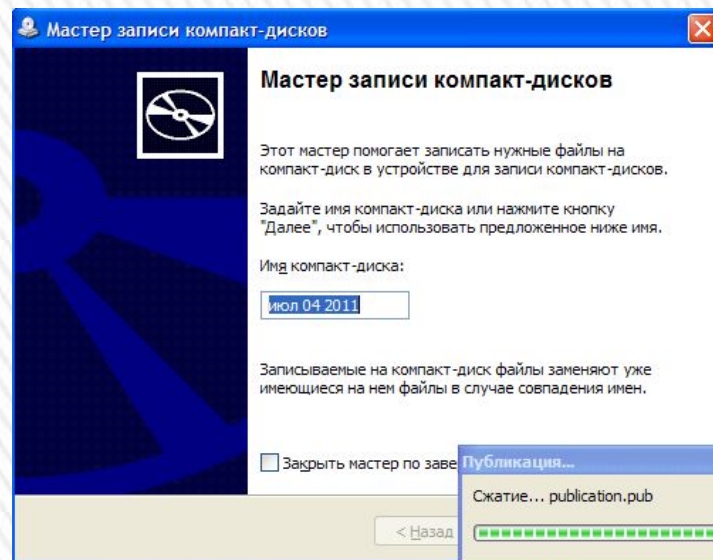 Мастер записи компакт-дисков
Мастер записи компакт-дисков
Этот мастер помогает записать нужные файлы на
компакт-диск в устройстве для записи компакт-дисков.
Задайте имя компакт-диска или нажмите кнопку
"Далее", чтобы использовать предложенное ниже имя.
Имя компакт-диска:
июл 04 2011
Записываемые на компакт-диск файлы заменяют уже
имеющиеся на нем файлы в случае совпадения имен.
Закрыть мастер по заве
Публикация...
Сжатие... publication.pub
< Назад